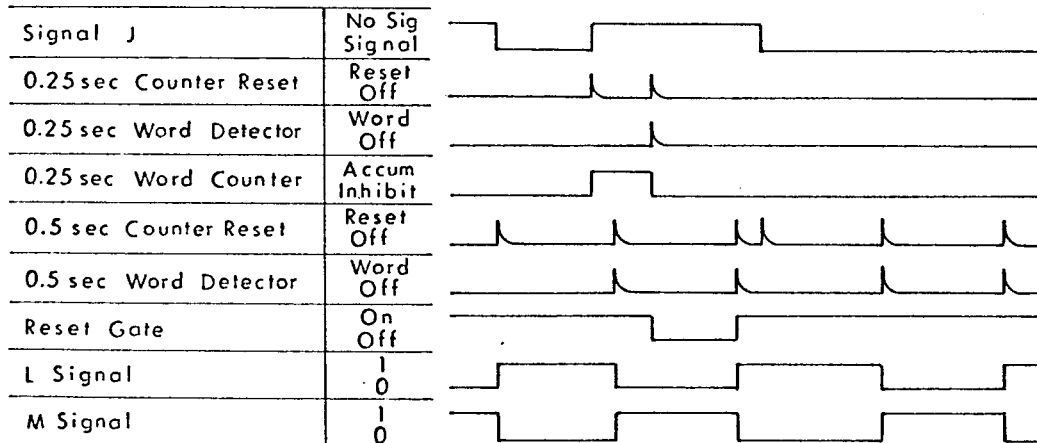 Signal J
No Sig
Signal
0.25 sec Counter Reset
Reset
Off
0.25 sec Word Detector
Word
Off
0.25 sec Word Counter
Accum
Inhibit
0.5 sec Counter Reset
Reset
Off
0.5 sec Word Detector
Word
Off
Reset Gate
On
Off
L Signal
1
0
M Signal
1
0